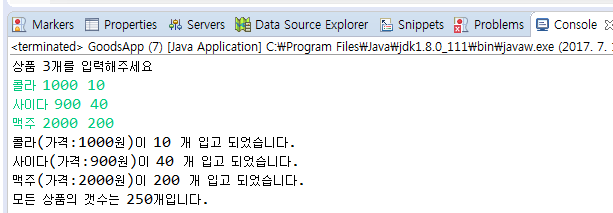 Markers Properties Servers Data Source Explorer Snippets Problems Console
<terminated> GoodsApp (7) [Java Application] C:₩Program Files₩Java₩jdk1.8.0_111₩bin₩javaw.exe (2017. 7. 1
상품 3개를 입력해주세요
콜라 1000 10
사이다 900 40
맥주 2000 200
콜라(가격:1000원)이 10 개 입고 되었습니다.
사이다(가격:900원)이 40 개 입고 되었습니다.
맥주(가격:2000원)이 200 개 입고 되었습니다.
모든 상품의 갯수는 250개입니다.